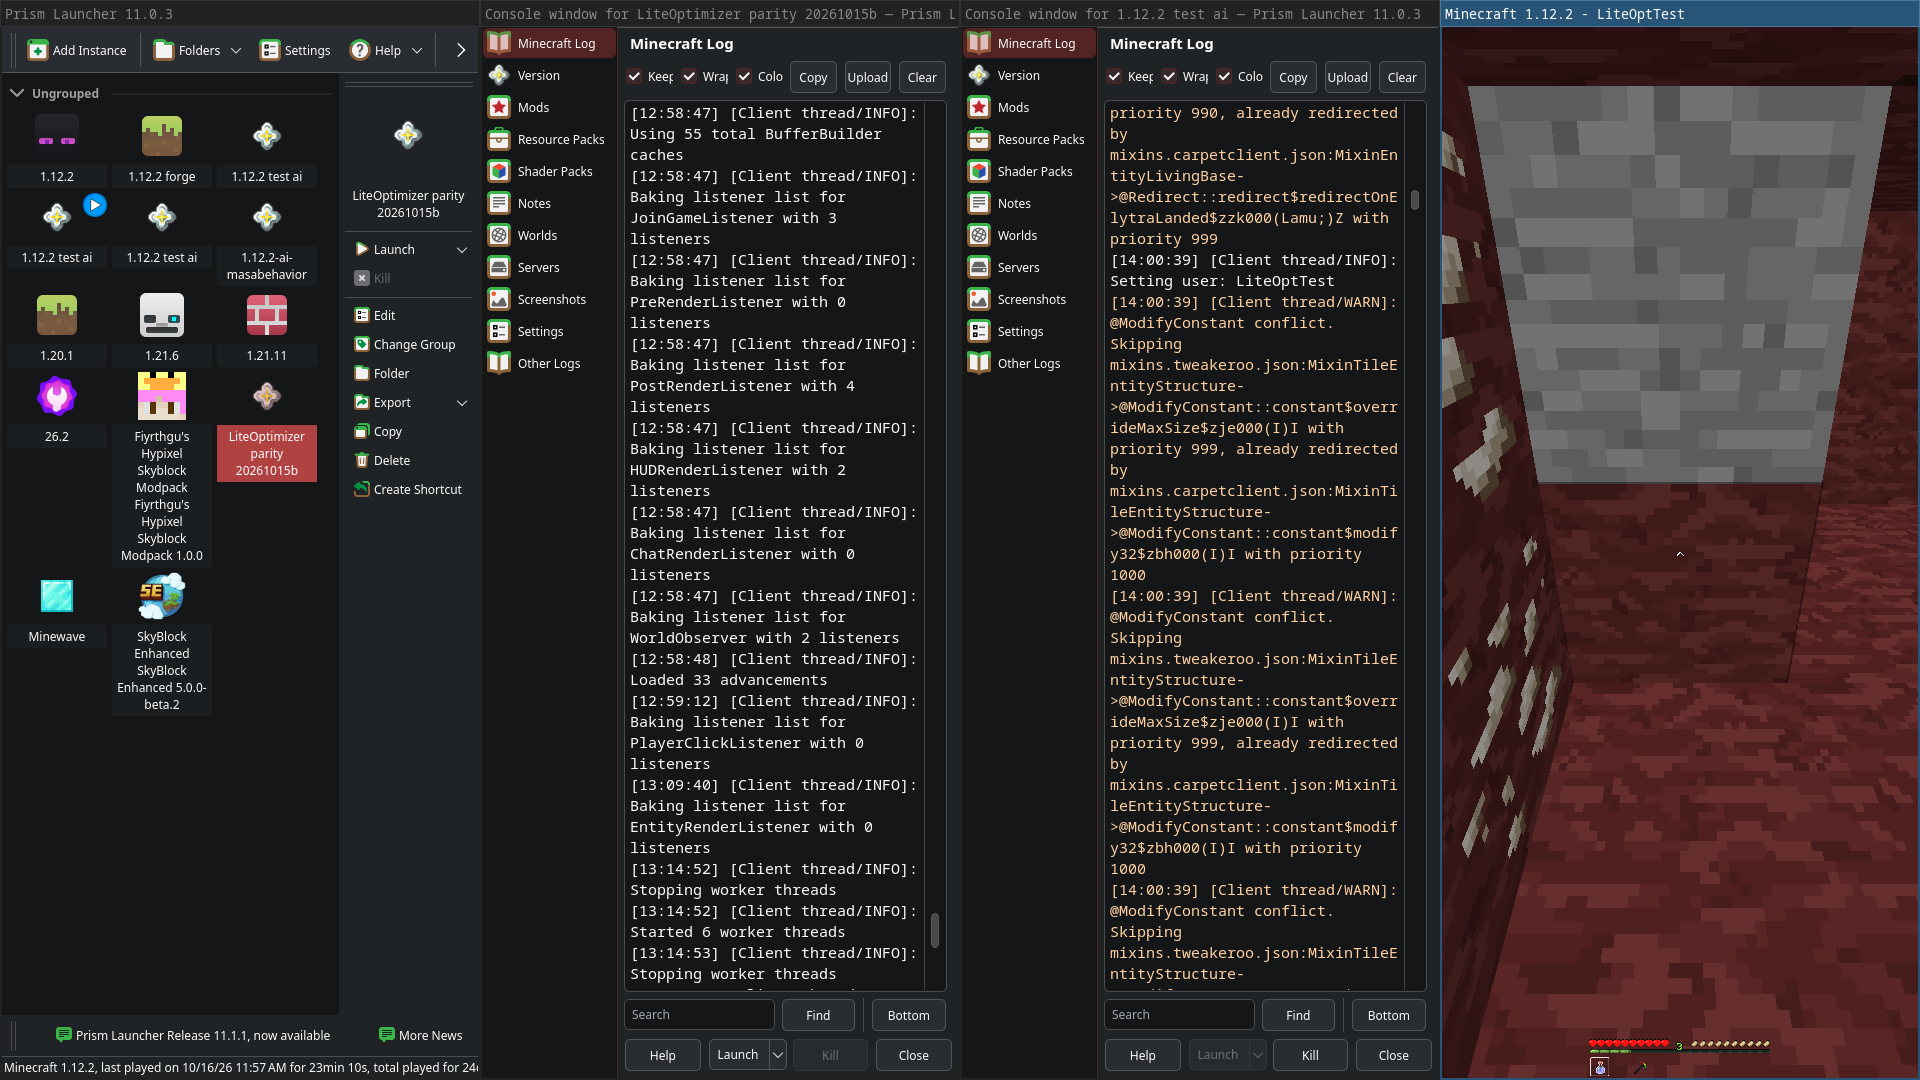 Prism Launcher 11.0.3
Add Instance
Folders
Settings
Help
Ungrouped
1.12.2
1.12.2 forge
1.12.2 test ai
1.12.2 test ai
1.12.2 test ai
1.12.2-ai-
masabehavior
1.20.1
1.21.6
1.21.11
26.2
Fiyrthgu's
Hypixel
Skyblock
Modpack
Fiyrthgu's
Hypixel
Skyblock
Modpack 1.0.0
LiteOptimizer
parity
20261015b
Minewave
SE
SkyBlock
Enhanced
SkyBlock
Enhanced 5.0.0-
beta.2
LiteOptimizer parity
20261015b
Launch
Kill
Edit
Change Group
Folder
Export
Copy
Delete
Create Shortcut
Prism Launcher Release 11.1.1, now available
More News
Minecraft 1.12.2, last played on 10/16/26 11:57 AM for 23min 10s, total played for 24
Console window for LiteOptimizer parity 20261015b — Prism L
Minecraft Log
Version
Mods
Resource Packs
Shader Packs
Notes
Worlds
Servers
Screenshots
Settings
Other Logs
Minecraft Log
Keep
Wrap
Colo
Copy
Upload
Clear
[12:58:47] [Client thread/INFO]:
Using 55 total BufferBuilder
caches
[12:58:47] [Client thread/INFO]:
Baking listener list for
JoinGameListener with 3
listeners
[12:58:47] [Client thread/INFO]:
Baking listener list for
PreRenderListener with 0
listeners
[12:58:47] [Client thread/INFO]:
Baking listener list for
PostRenderListener with 4
listeners
[12:58:47] [Client thread/INFO]:
Baking listener list for
HUDRenderListener with 2
listeners
[12:58:47] [Client thread/INFO]:
Baking listener list for
ChatRenderListener with 0
listeners
[12:58:47] [Client thread/INFO]:
Baking listener list for
WorldObserver with 2 listeners
[12:58:48] [Client thread/INFO]:
Loaded 33 advancements
[12:59:12] [Client thread/INFO]:
Baking listener list for
PlayerClickListener with 0
listeners
[13:09:40] [Client thread/INFO]:
Baking listener list for
EntityRenderListener with 0
listeners
[13:14:52] [Client thread/INFO]:
Stopping worker threads
[13:14:52] [Client thread/INFO]:
Started 6 worker threads
[13:14:53] [Client thread/INFO]:
Stopping worker threads
Search
Find
Bottom
Help
Launch
Kill
Close
Console window for 1.12.2 test ai — Prism Launcher 11.0.3
Minecraft Log
Version
Mods
Resource Packs
Shader Packs
Notes
Worlds
Servers
Screenshots
Settings
Other Logs
Minecraft Log
Keep
Wrap
Colo
Copy
Upload
Clear
priority 990, already redirected
by
mixins.carpetclient.json:MixinEn
tityLivingBase-
>@Redirect::redirect$redirectOnE
lytraLanded$zzk000(Lamu;)Z with
priority 999
[14:00:39] [Client thread/INFO]:
Setting user: LiteOptTest
[14:00:39] [Client thread/WARN]:
@ModifyConstant conflict.
Skipping
mixins.tweakeroo.json:MixinTileE
ntityStructure-
>@ModifyConstant::constant$overr
ideMaxSize$zje000(I)I with
priority 999, already redirected
by
mixins.carpetclient.json:MixinTi
leEntityStructure-
>@ModifyConstant::constant$modif
y32$zbh000(I)I with priority
1000
[14:00:39] [Client thread/WARN]:
@ModifyConstant conflict.
Skipping
mixins.tweakeroo.json:MixinTileE
ntityStructure-
>@ModifyConstant::constant$overr
ideMaxSize$zje000(I)I with
priority 999, already redirected
by
mixins.carpetclient.json:MixinTi
leEntityStructure-
>@ModifyConstant::constant$modif
y32$zbh000(I)I with priority
1000
[14:00:39] [Client thread/WARN]:
@ModifyConstant conflict.
Skipping
mixins.tweakeroo.json:MixinTileE
ntityStructure-
Search
Find
Bottom
Help
Launch
Kill
Close
Minecraft 1.12.2 - LiteOptTest
3